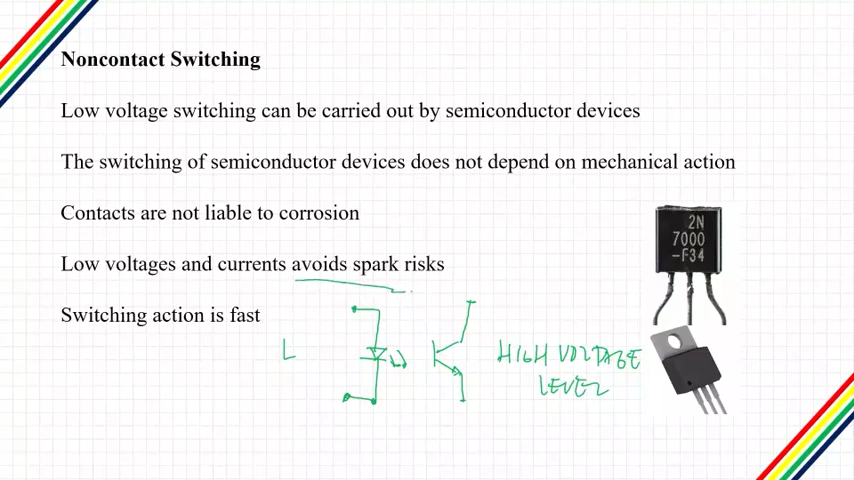 Noncontact Switching
Low voltage switching can be carried out by semiconductor devices
The switching of semiconductor devices does not depend on mechanical action
Contacts are not liable to corrosion
2N
7000
-F34
Low voltages and currents avoids spark risks
Switching action is fast
L
HIGH VOLTAGE
LEVEL